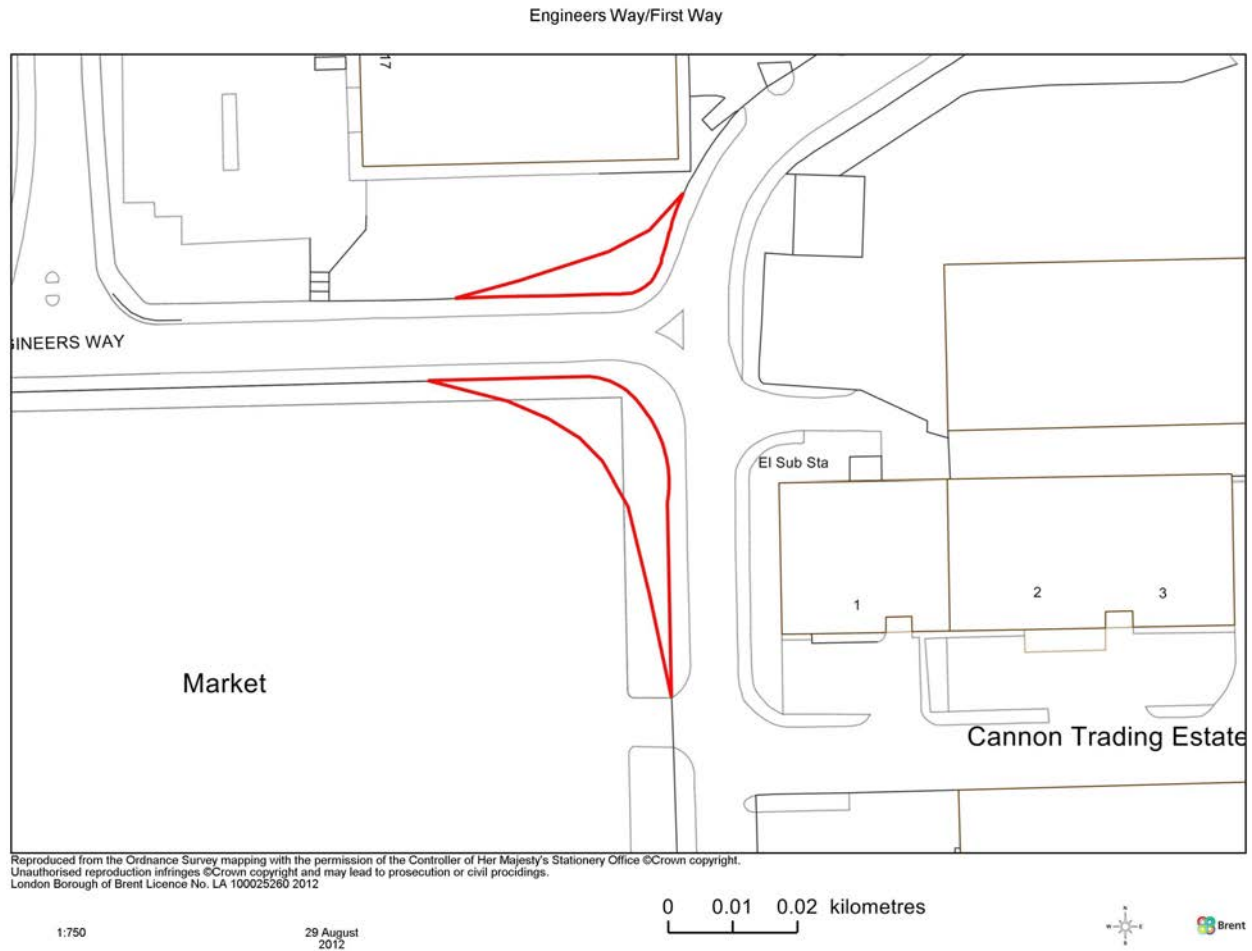 Engineers Way/First Way
17
GINEERS WAY
El Sub Sta
1
2
3
Market
Cannon Trading Estate
Reproduced from the Ordnance Survey mapping with the permission of the Controller of Her Majesty's Stationery Office ©Crown copyright.
Unauthorised reproduction infringes ©Crown copyright and may lead to prosecution or civil procidings.
London Borough of Brent Licence No. LA 100025260 2012
0 0.01 0.02 kilometres
1:750
29 August
2012
N
W
E
S
Brent